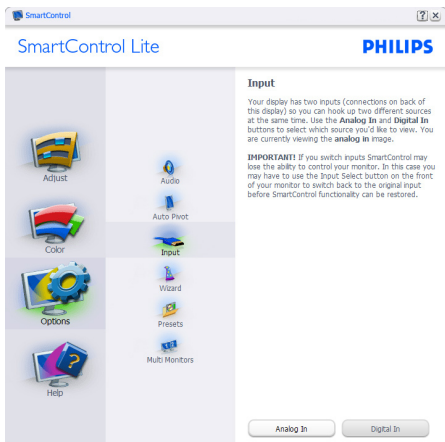 SmartControl
? x
SmartControl Lite
PHILIPS
Adjust
Color
Options
Help
Audio
Auto Pivot
Input
Wizard
Presets
Multi Monitors
Input
Your display has two inputs (connections on back of
this display) so you can hook up two different sources
at the same time. Use the Analog In and Digital In
buttons to select which source you'd like to view. You
are currently viewing the analog in image.
IMPORTANT! If you switch inputs SmartControl may
lose the ability to control your monitor. In this case you
may have to use the Input Select button on the front
of your monitor to switch back to the original input
before SmartControl functionality can be restored.
Analog In
Digital In